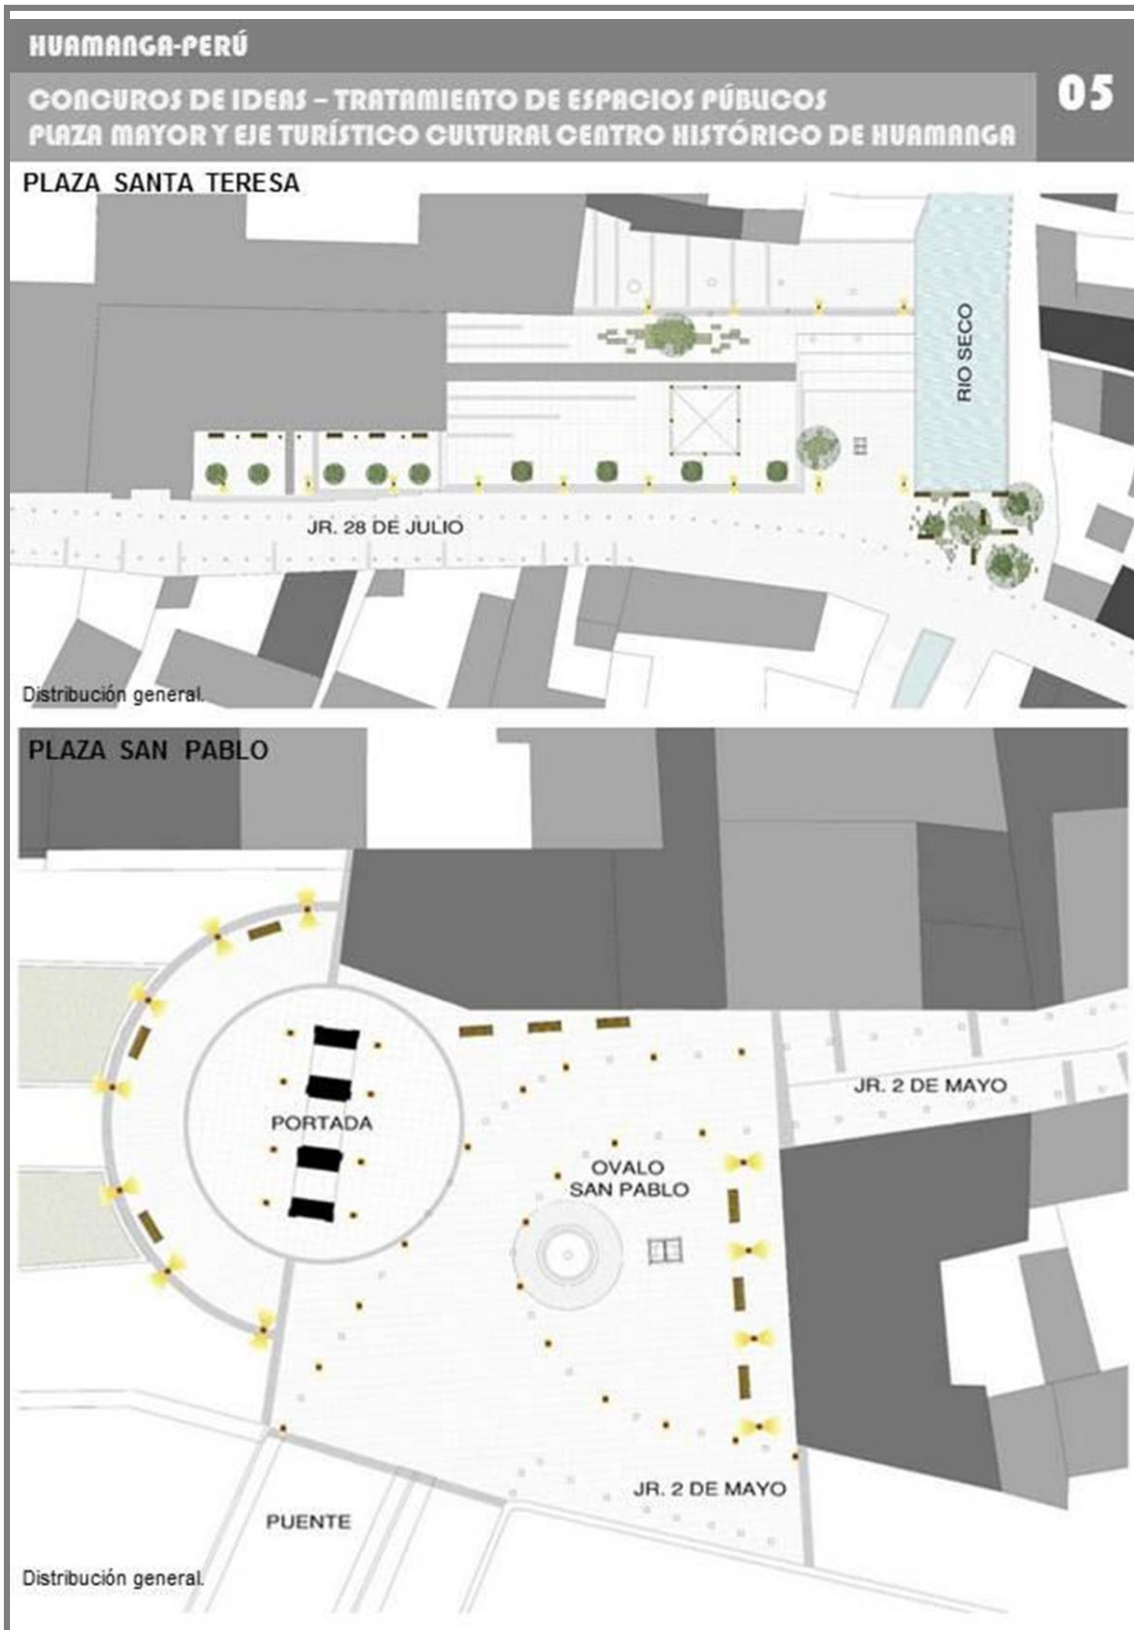 HUAMANGA-PERÚ
CONCUROS DE IDEAS – TRATAMIENTO DE ESPACIOS PÚBLICOS
PLAZA MAYOR Y EJE TURÍSTICO CULTURAL CENTRO HISTÓRICO DE HUAMANGA
05
PLAZA SANTA TERESA
RIO SECO
JR. 28 DE JULIO
Distribución general.
PLAZA SAN PABLO
JR. 2 DE MAYO
PORTADA
OVALO
SAN PABLO
JR. 2 DE MAYO
PUENTE
Distribución general.